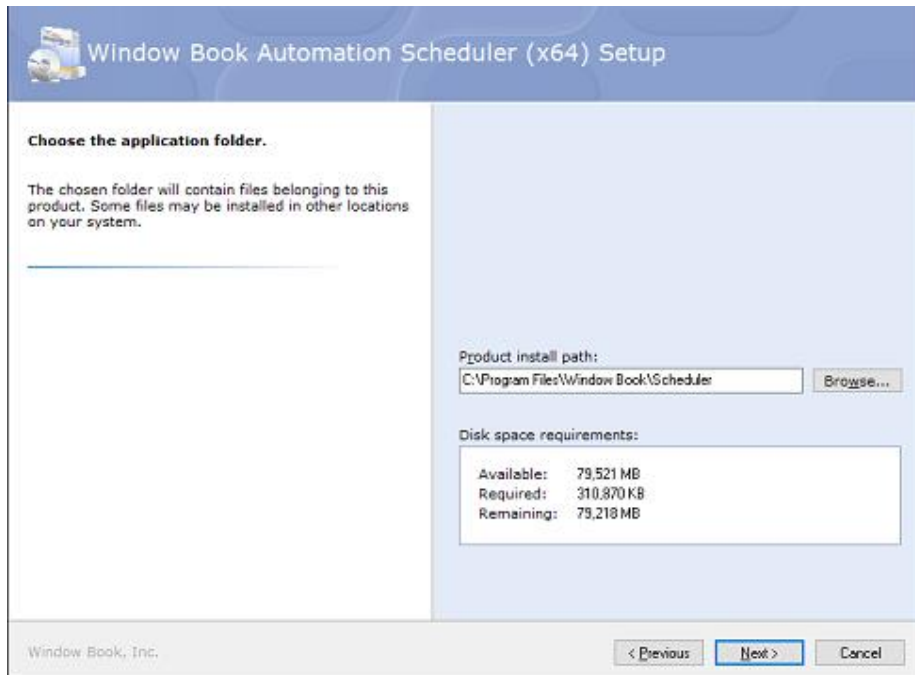 Window Book Automation Scheduler (x64) Setup
Choose the application folder.
The chosen folder will contain files belonging to this
product. Some files may be installed in other locations
on your system.
Product install path:
C:\Program Files\Window Book\Scheduler
Browse...
Disk space requirements:
Available: 79,521 MB
Required: 310,870 KB
Remaining: 79,218 MB
Window Book, Inc.
< Previous
Next >
Cancel